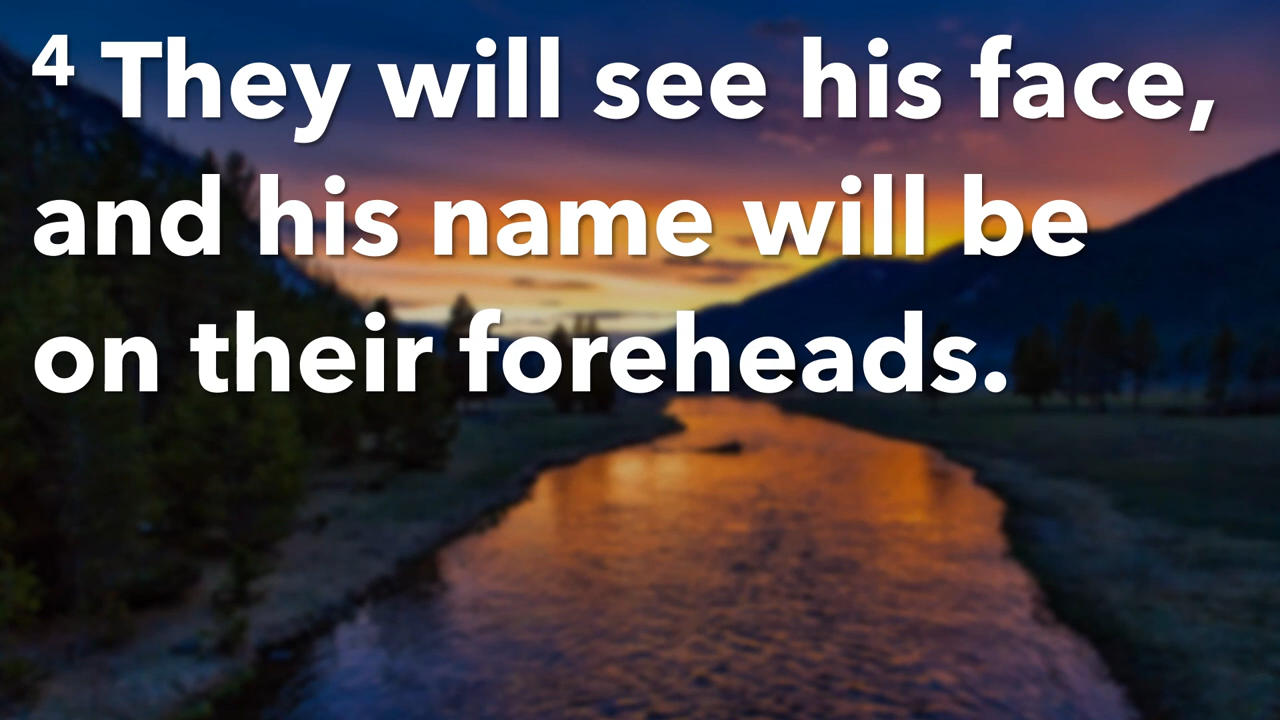 ⁴ They will see his face,
and his name will be
on their foreheads.